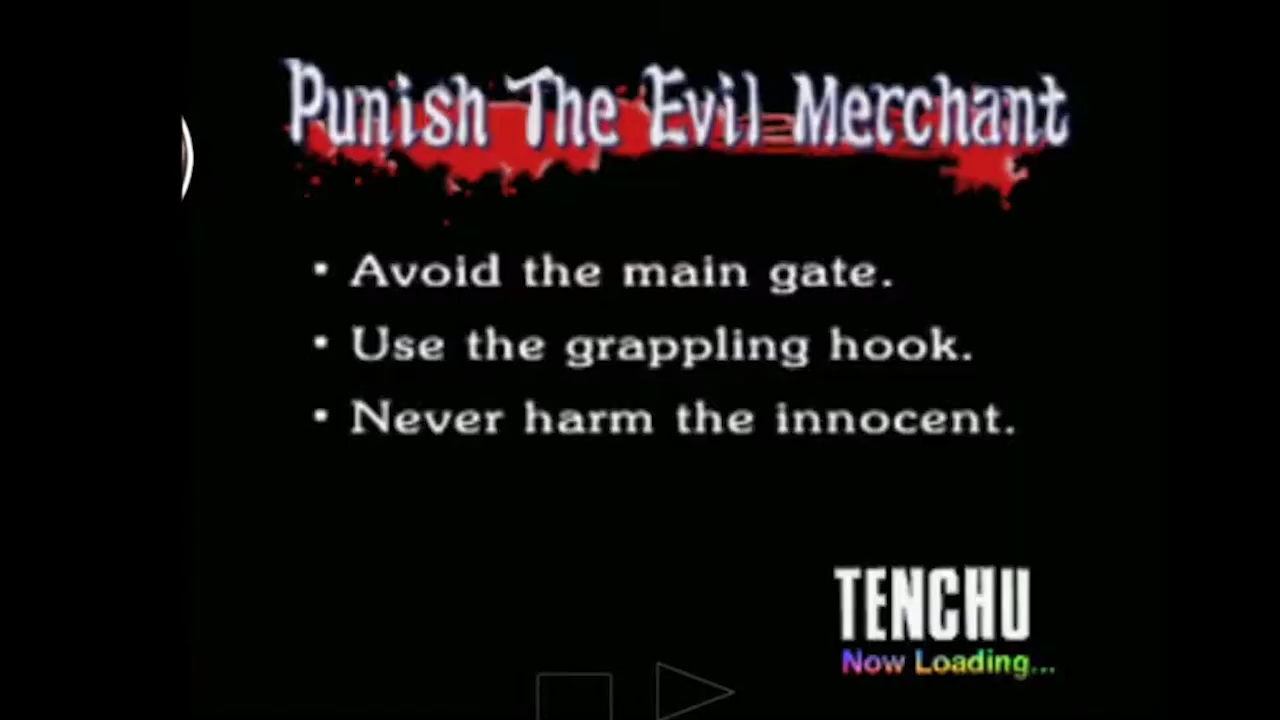 Punish The Evil Merchant
• Avoid the main gate.
• Use the grappling hook.
• Never harm the innocent.
TENCHU
Now Loading...